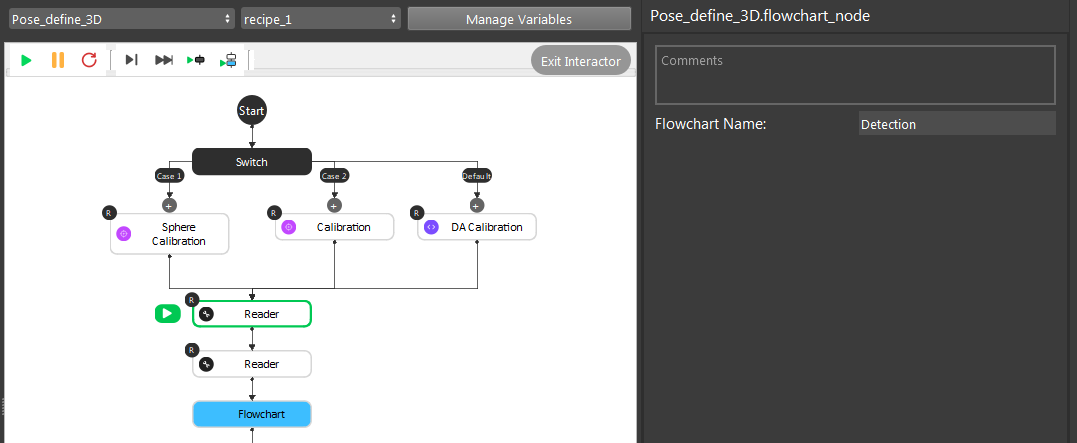 Pose_define_3D
recipe_1
Manage Variables
Pose_define_3D.flowchart_node
Exit Interactor
Comments
Flowchart Name:
Detection
Start
Switch
Case 1
Case 2
Default
+
+
+
R
R
R
Sphere
Calibration
Calibration
DA Calibration
R
Reader
R
Reader
Flowchart